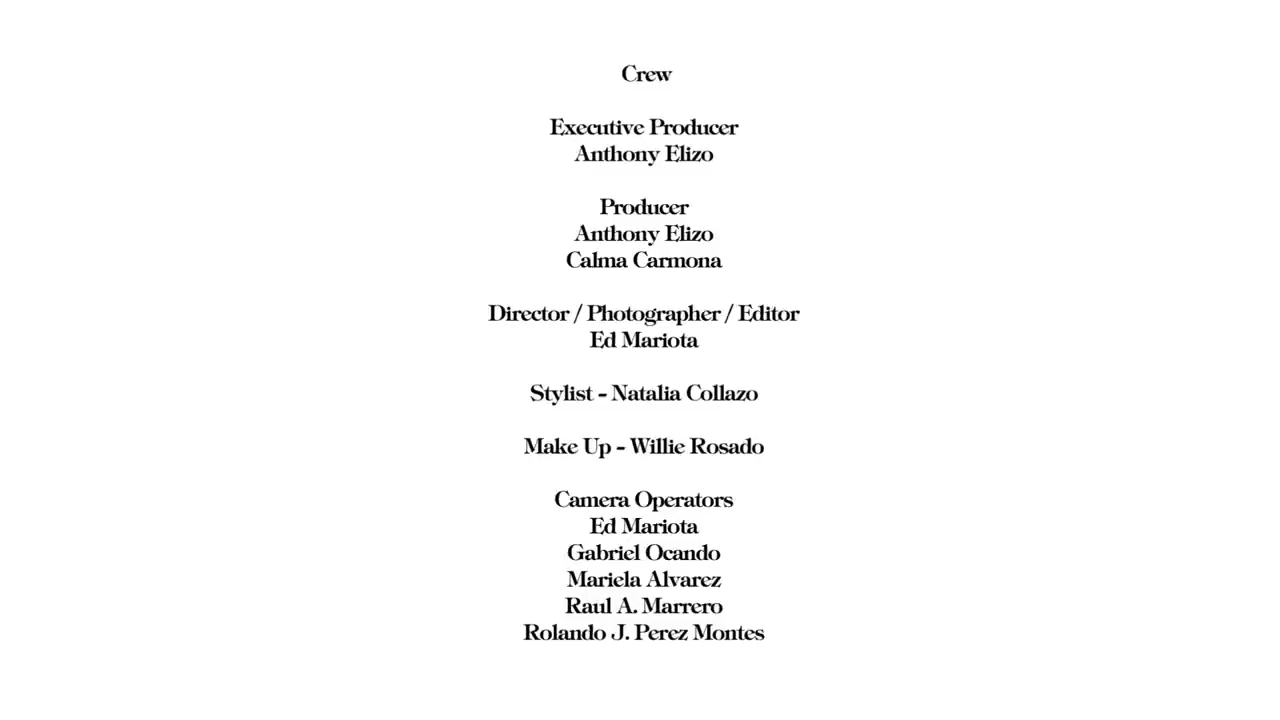 Crew
Executive Producer
Anthony Elizo
Producer
Anthony Elizo
Calma Carmona
Director / Photographer / Editor
Ed Mariota
Stylist - Natalia Collazo
Make Up - Willie Rosado
Camera Operators
Ed Mariota
Gabriel Ocando
Mariela Alvarez
Raul A. Marrero
Rolando J. Perez Montes